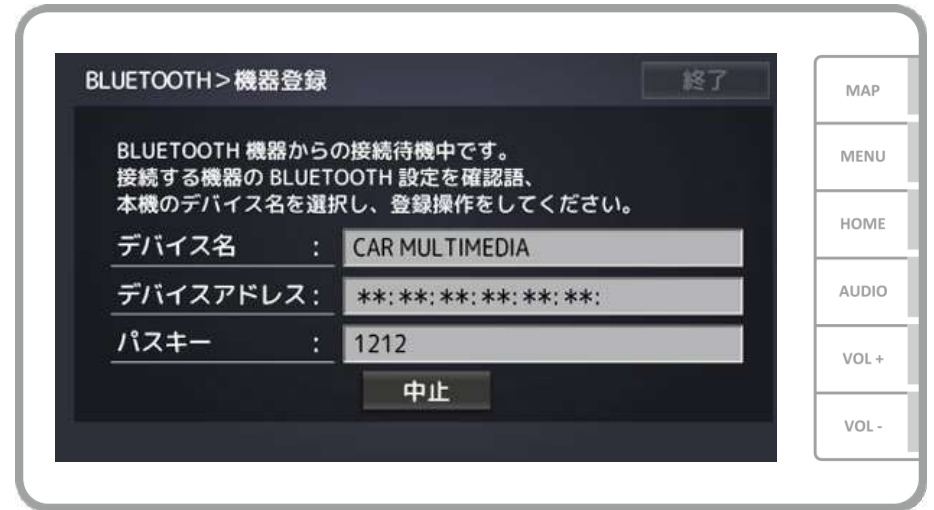 BLUETOOTH>機器登録
終了
BLUETOOTH 機器からの接続待機中です。
接続する機器の BLUETOOTH 設定を確認語、
本機のデバイス名を選択し、登録操作をしてください。
デバイス名 : CAR MULTIMEDIA
デバイスアドレス : **: **: **: **: **: **:
パスキー : 1212
中止
MAP
MENU
HOME
AUDIO
VOL +
VOL -